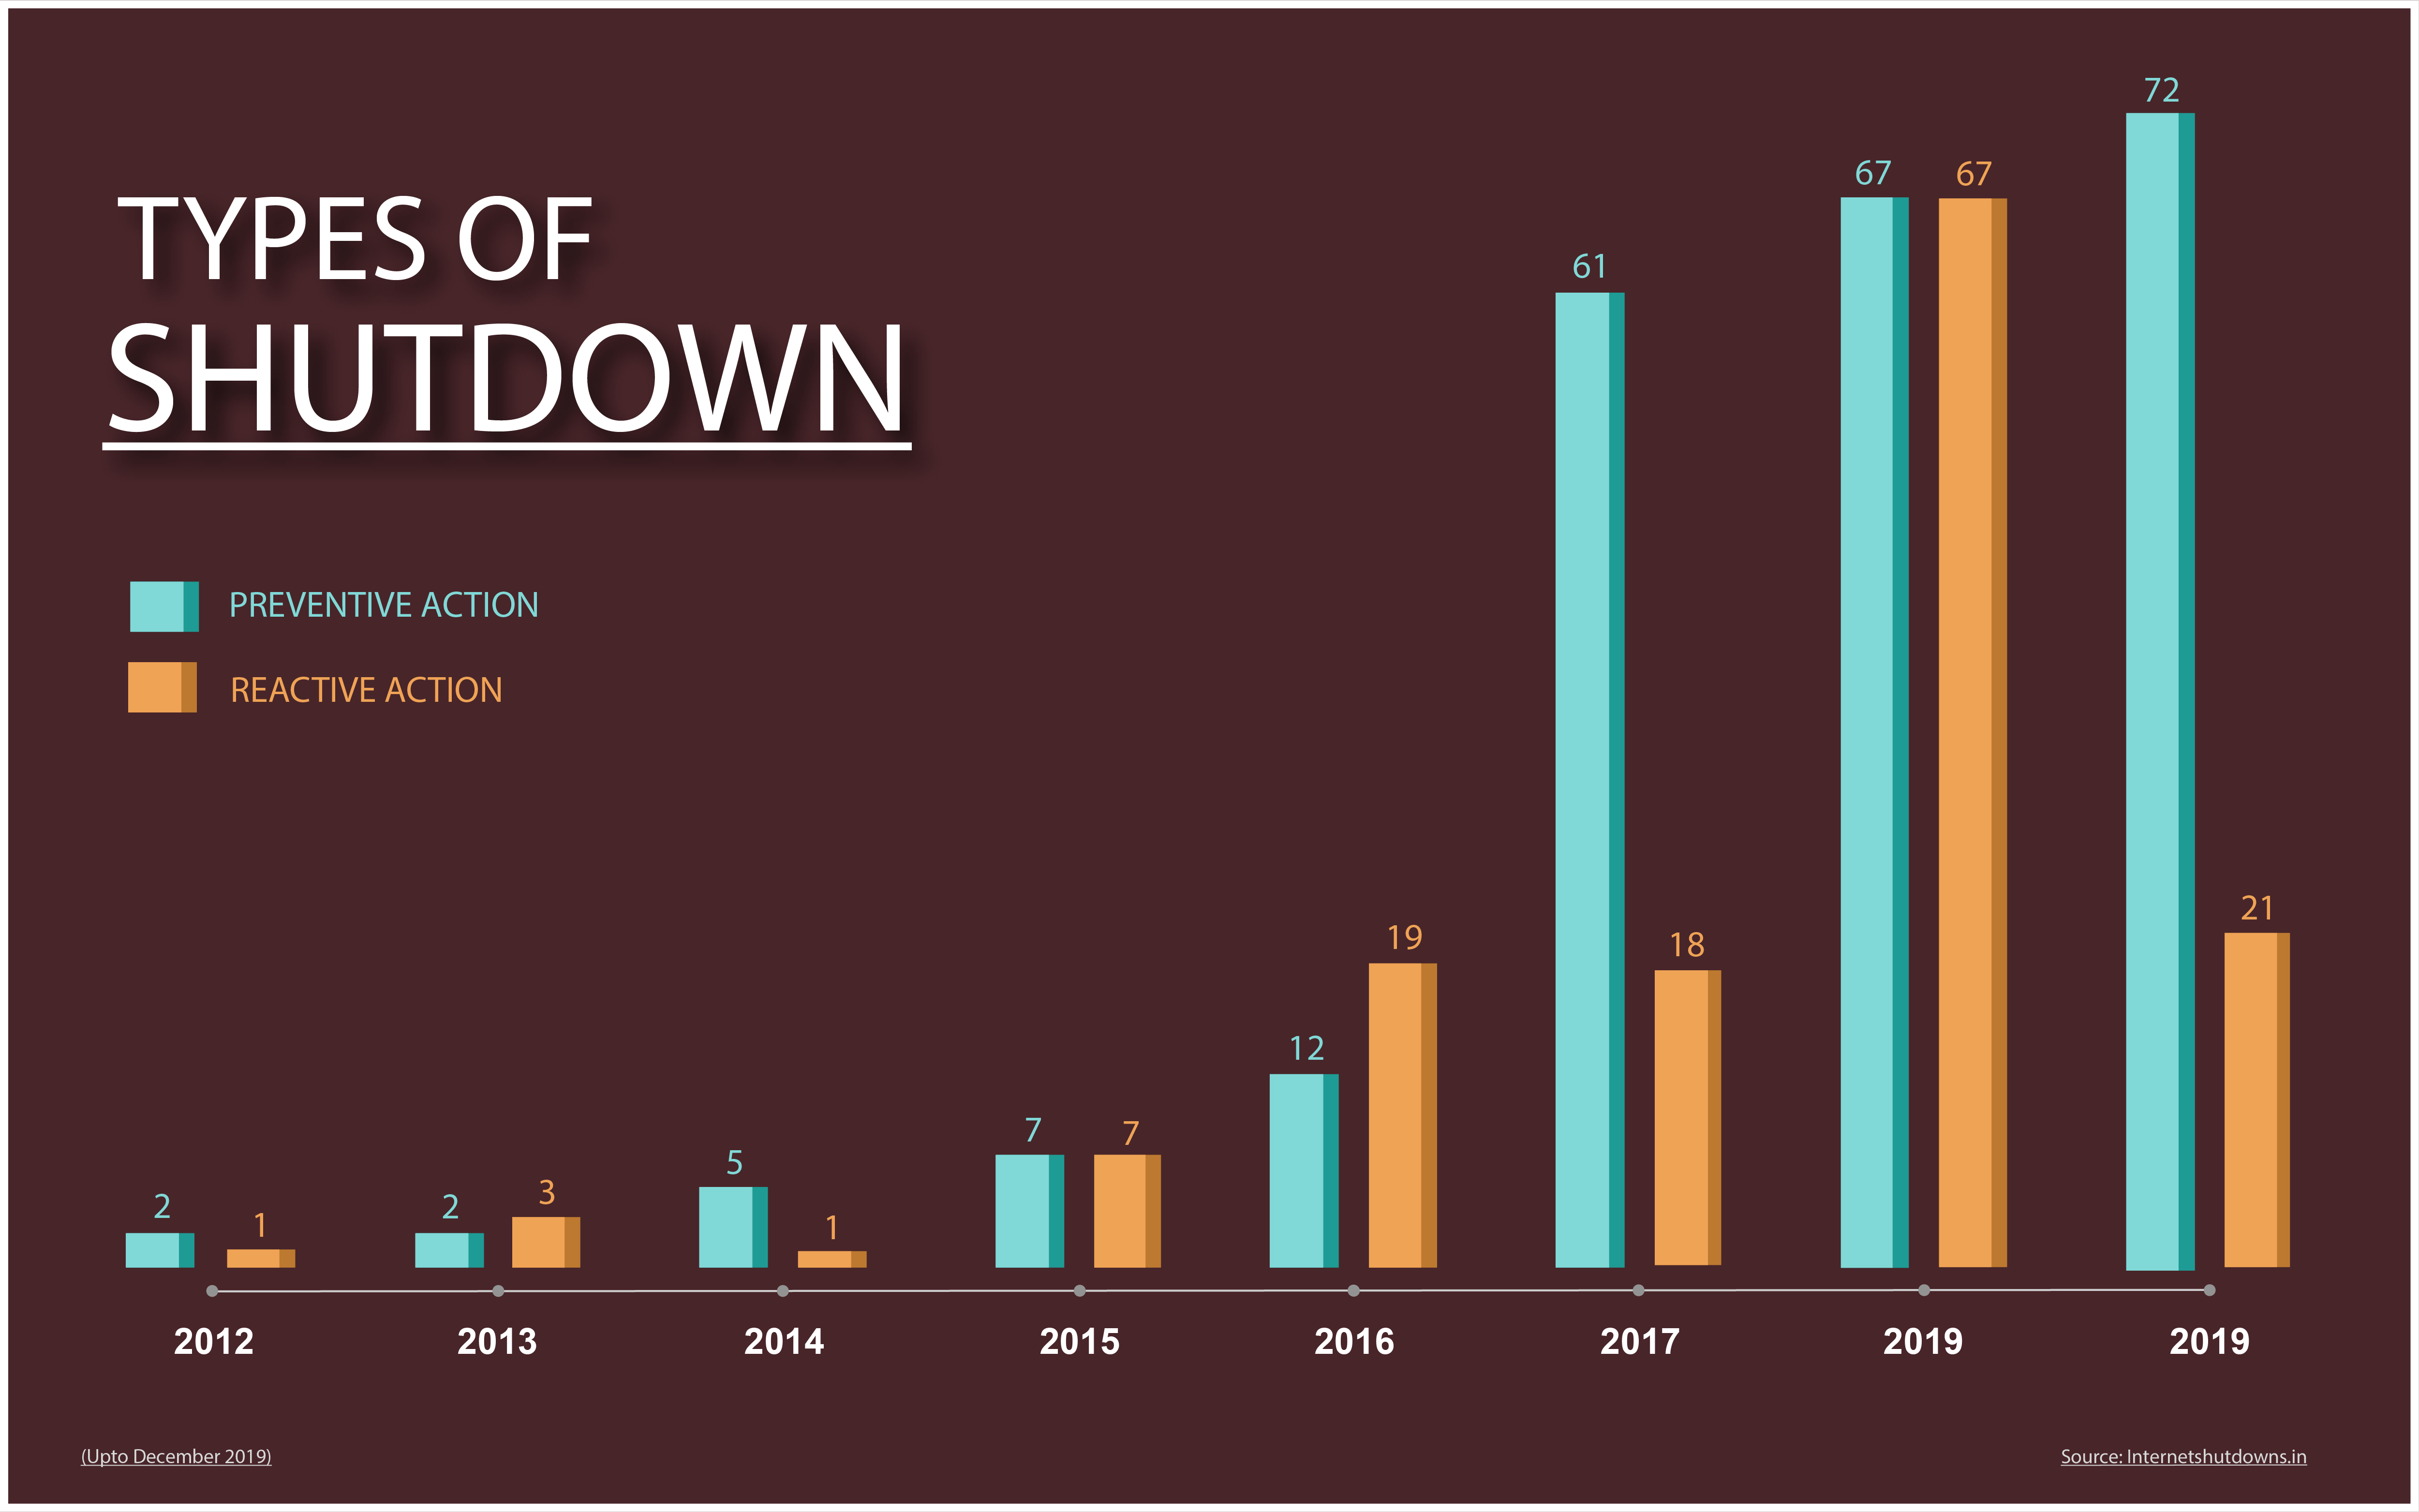 TYPES OF
SHUTDOWN
PREVENTIVE ACTION
REACTIVE ACTION
2 1 2 3 5 1 7 7 12 19 61 18 67 67 72 21
2012 2013 2014 2015 2016 2017 2019 2019
(Upto December 2019)
Source: Internetshutdowns.in